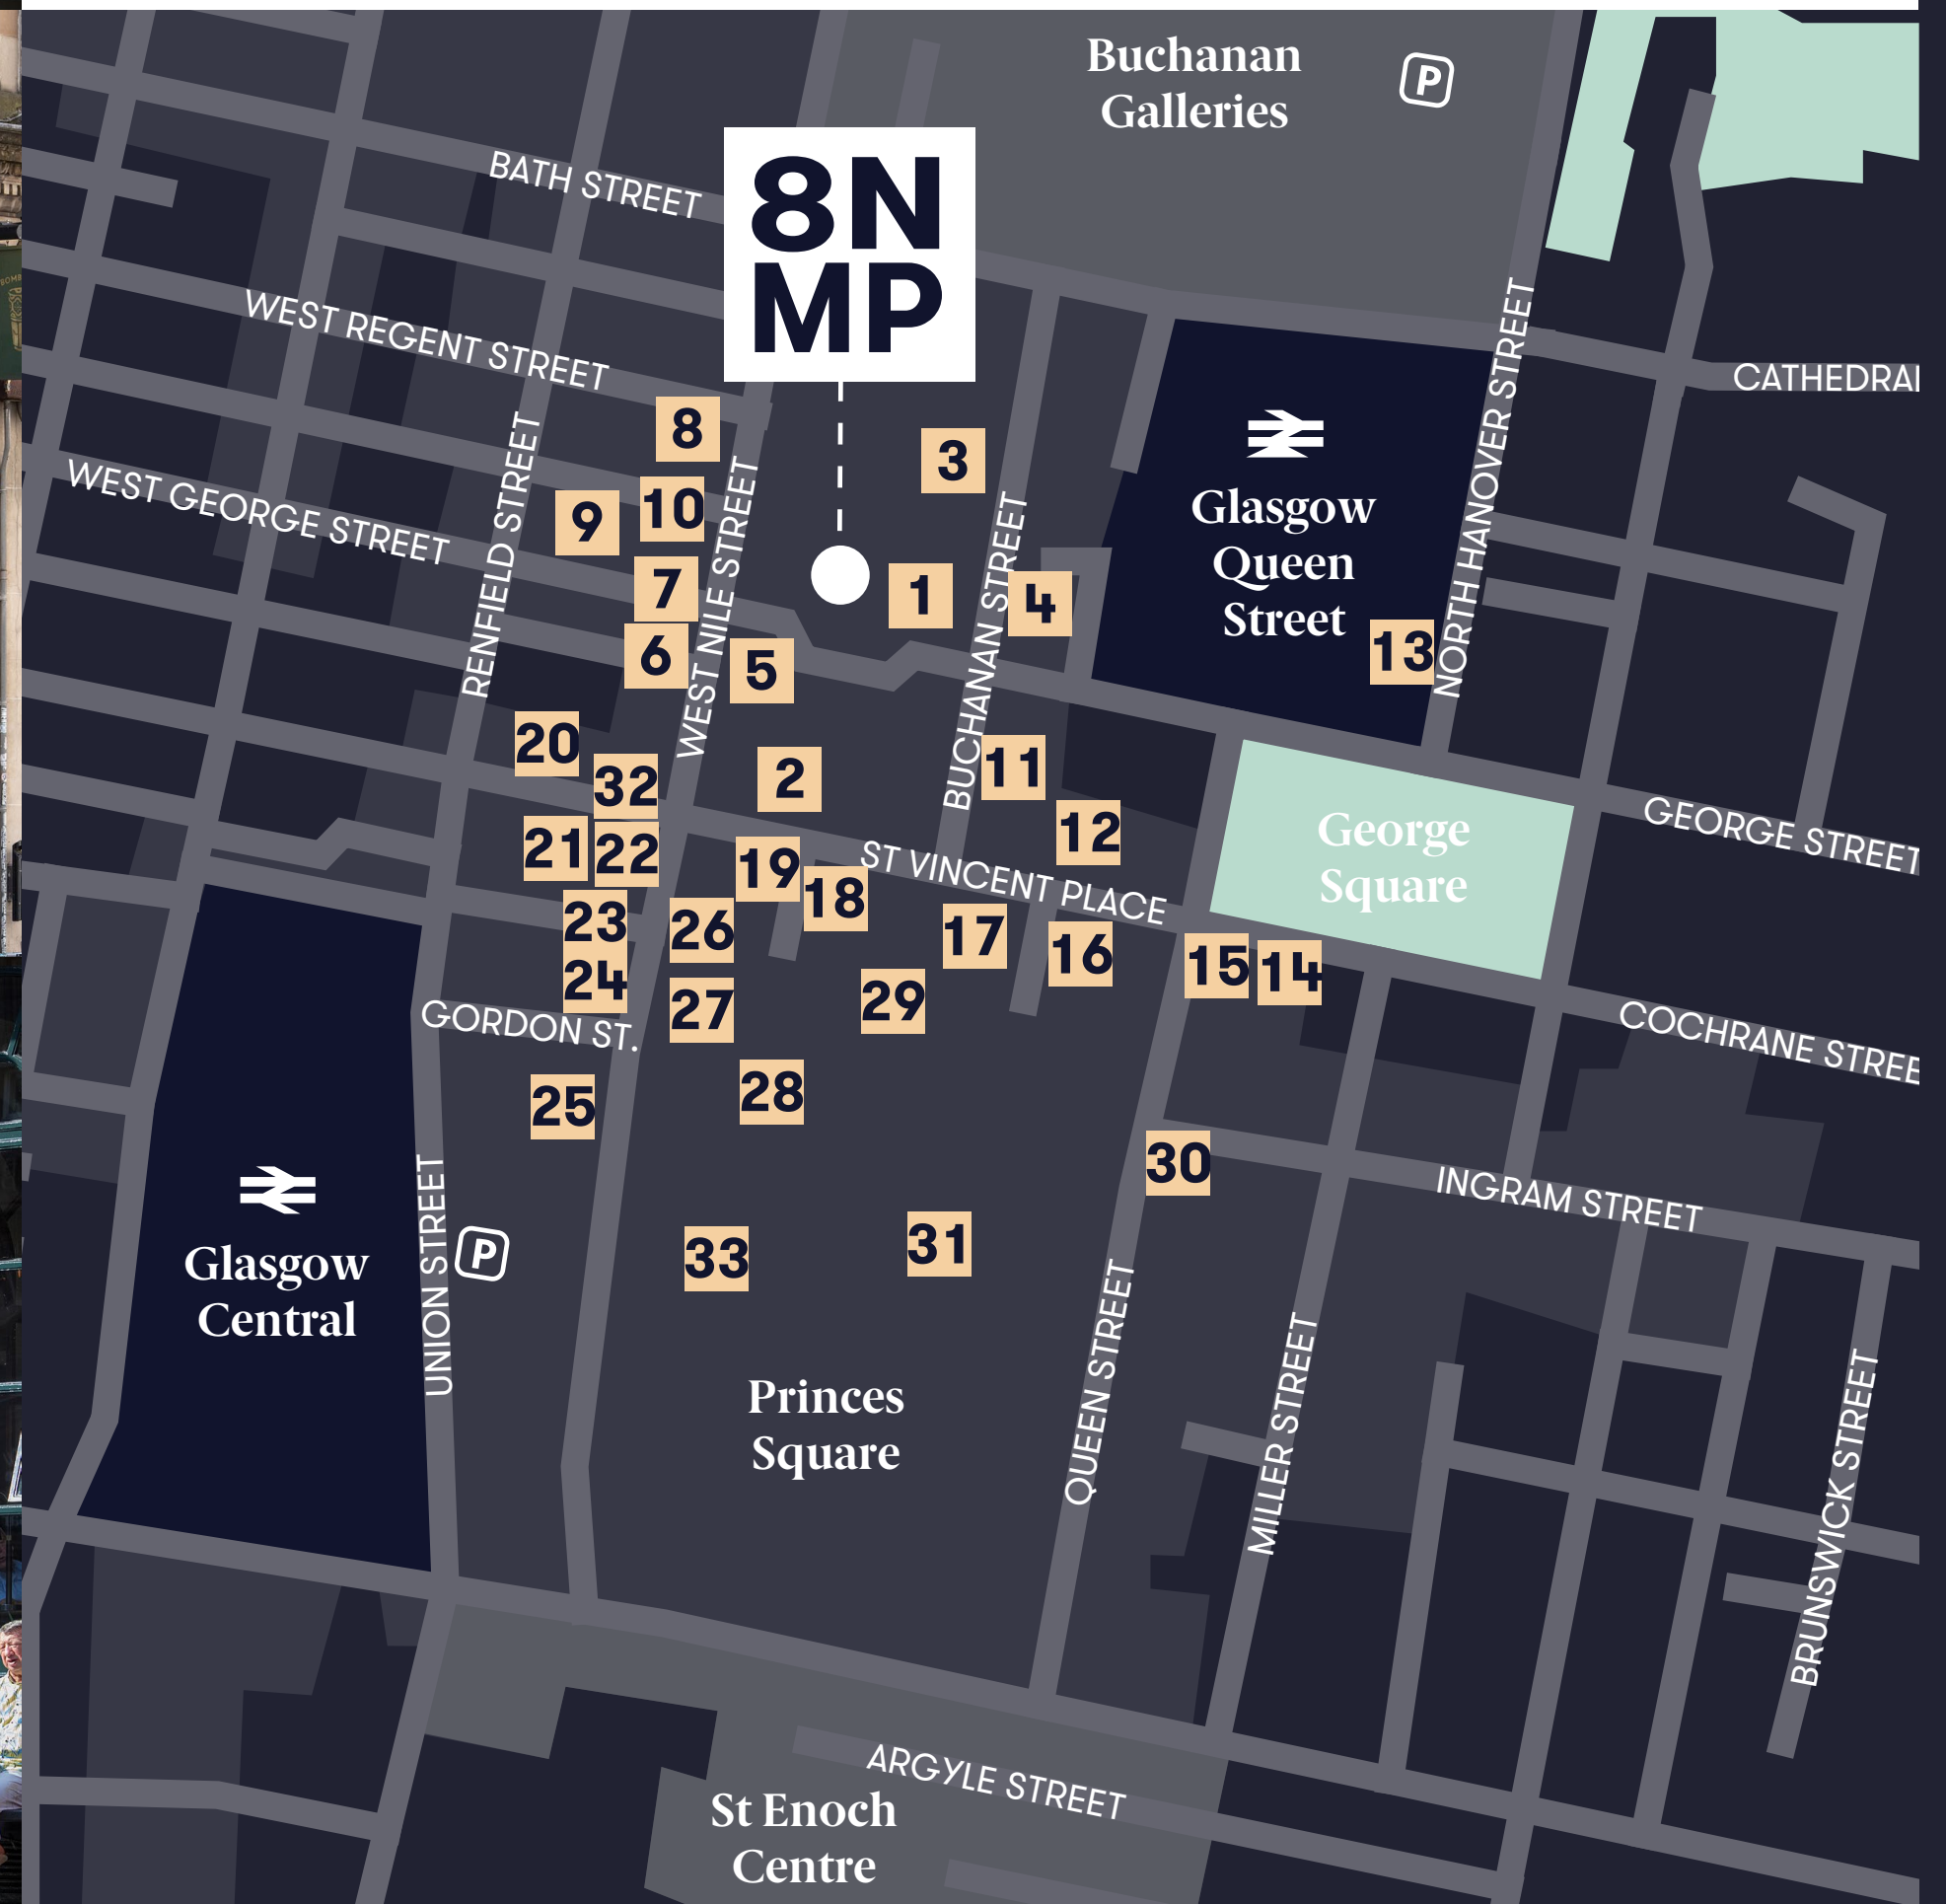 Buchanan
Galleries
P
BATH STREET
8N
MP
WEST REGENT STREET
CATHEDRAL
8
3
Glasgow
Queen
Street
NORTH HANOVER STREET
WEST GEORGE STREET
RENFIELD STREET
9
10
WEST NILE STREET
BUCHANAN STREET
7
1
4
13
6
5
20
32
2
11
12
George
Square
GEORGE STREET
21
22
19
18
ST VINCENT PLACE
23
26
17
16
15
14
24
27
29
GORDON ST.
COCHRANE STREE
25
28
30
INGRAM STREET
Glasgow
Central
UNION STREET
P
33
31
Princes
Square
QUEEN STREET
MILLER STREET
BRUNSWICK STREET
ARGYLE STREET
St Enoch
Centre